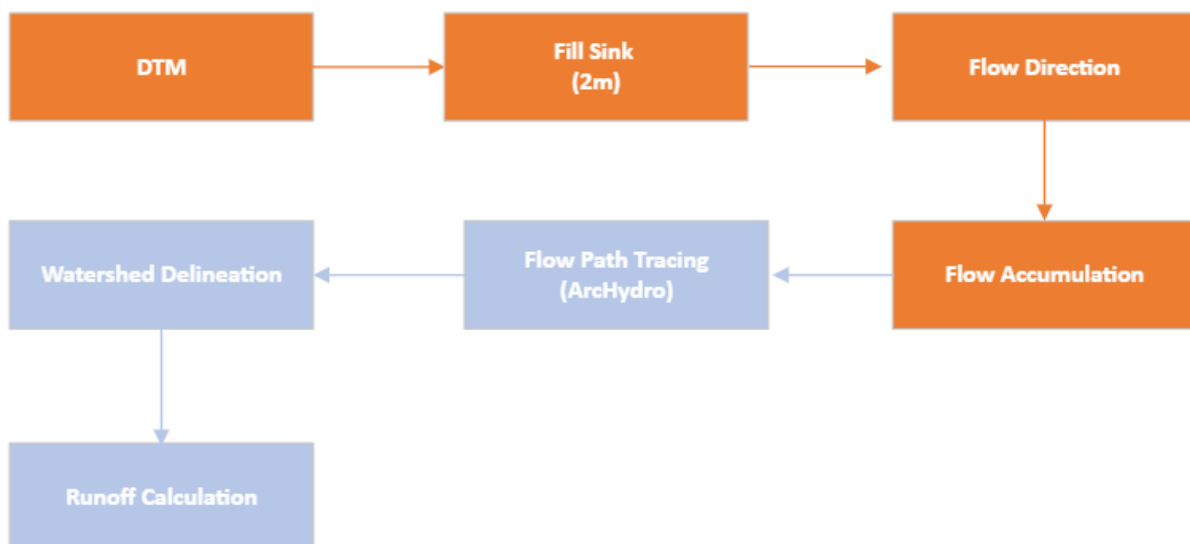 DTM
Fill Sink
(2m)
Flow Direction
Watershed Delineation
Flow Path Tracing
(ArcHydro)
Flow Accumulation
Runoff Calculation